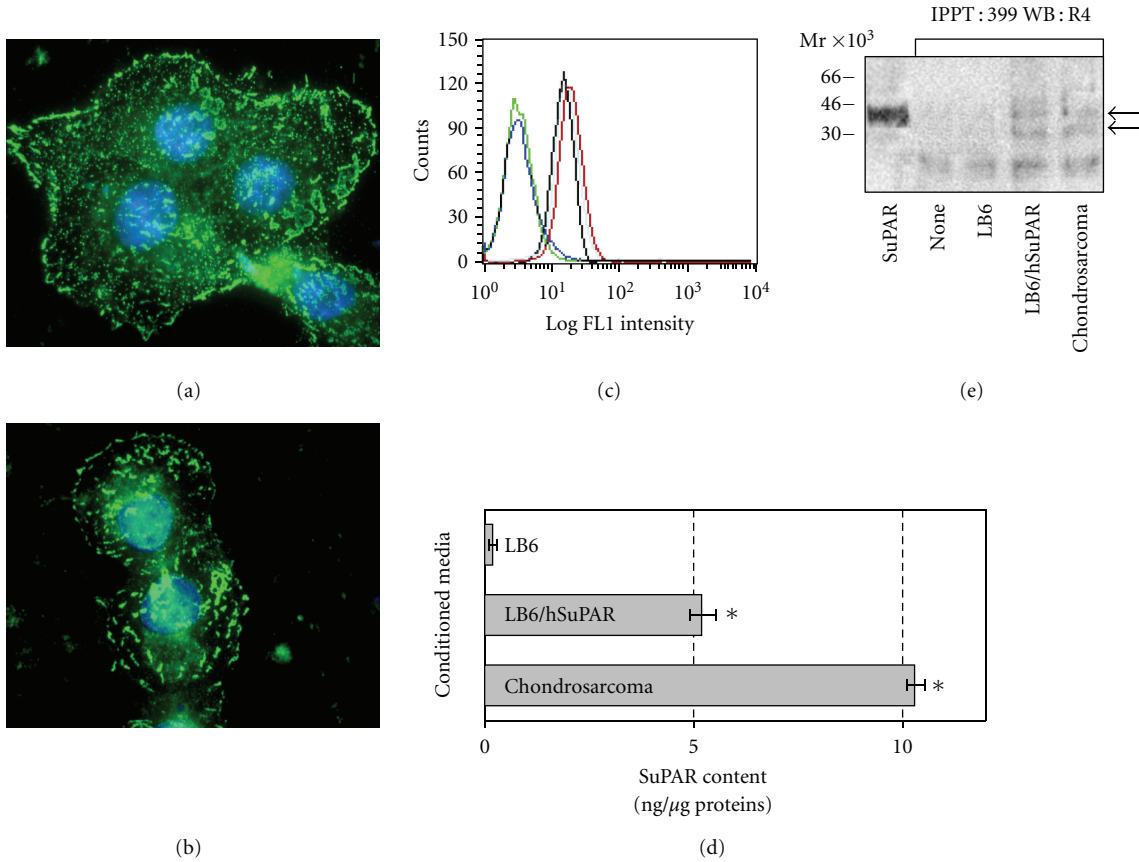 (a)
(b)
150
120
90
60
30
0
Counts
10⁰ 10¹ 10² 10³ 10⁴
Log FL1 intensity
(c)
Conditioned media
LB6
LB6/hSuPAR *
Chondrosarcoma *
0 5 10
SuPAR content
(ng/μg proteins)
(d)
IPPT : 399 WB : R4
Mr ×10³
66−
46−
30−
SuPAR
None
LB6
LB6/hSuPAR
Chondrosarcoma
(e)